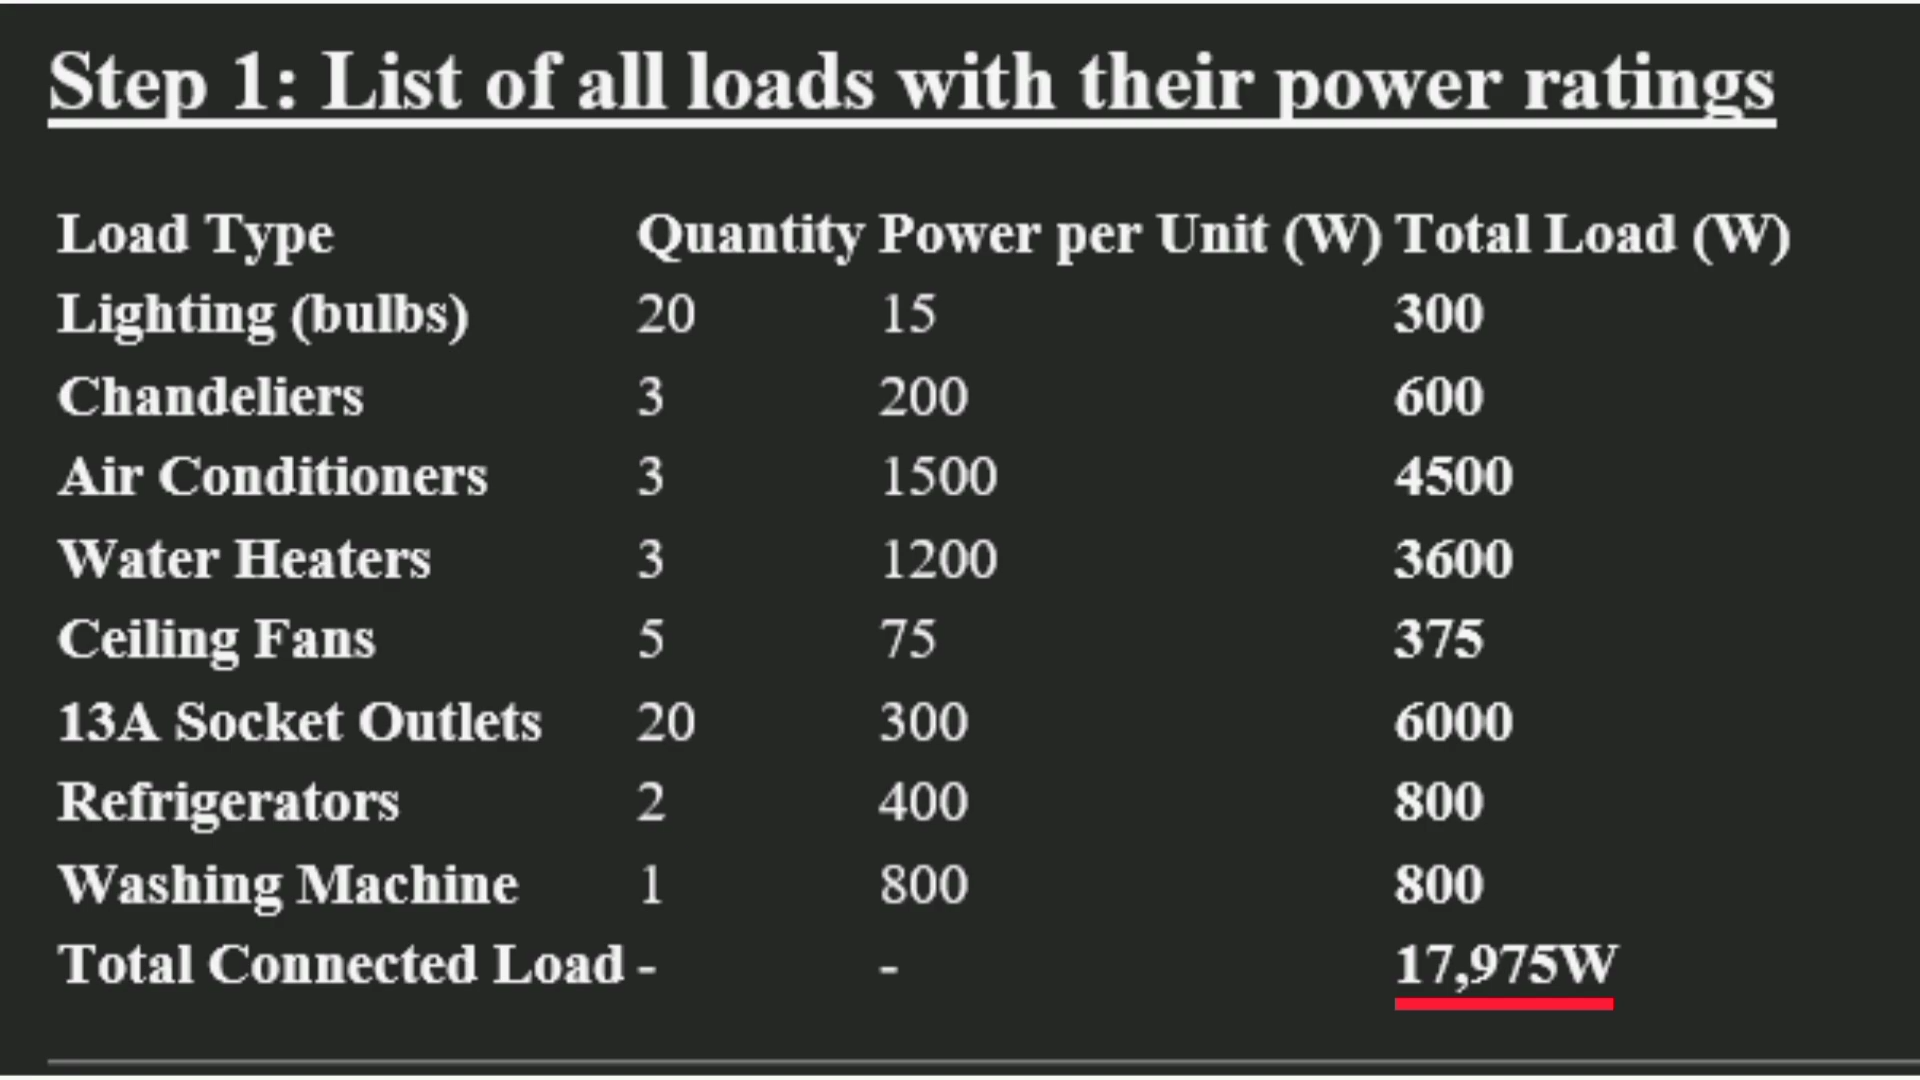 Step 1: List of all loads with their power ratings
Load Type Quantity Power per Unit (W) Total Load (W)
Lighting (bulbs) 20 15 300
Chandeliers 3 200 600
Air Conditioners 3 1500 4500
Water Heaters 3 1200 3600
Ceiling Fans 5 75 375
13A Socket Outlets 20 300 6000
Refrigerators 2 400 800
Washing Machine 1 800 800
Total Connected Load - - 17,975W